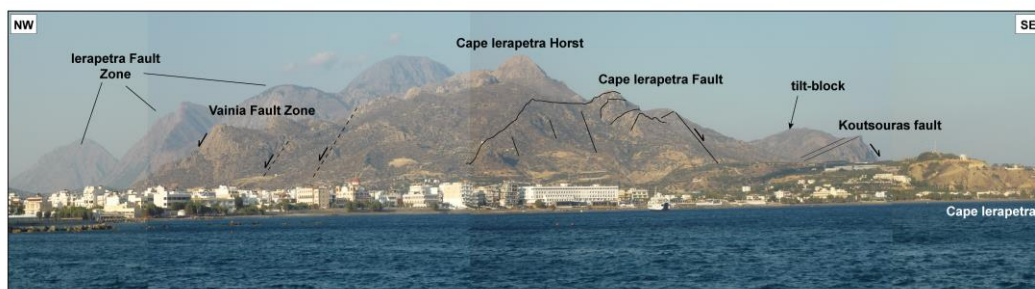 NW
SE
Cape Ierapetra Horst
Ierapetra Fault
Zone
Cape Ierapetra Fault
tilt-block
Vainia Fault Zone
Koutsouras fault
Cape Ierapetra